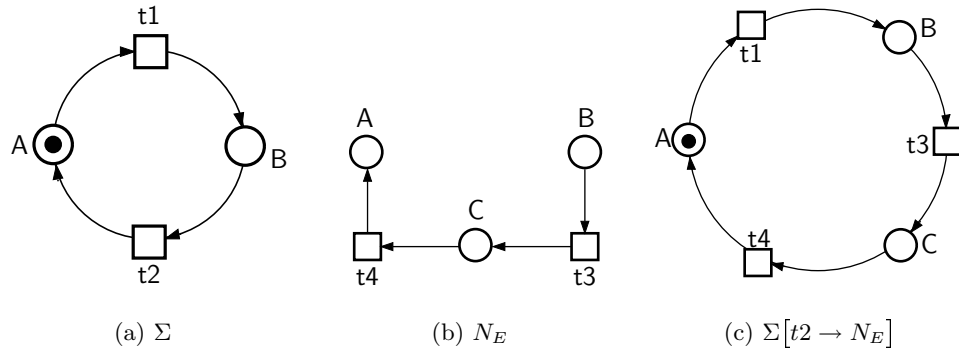 t1
A
B
t2
(a) Σ
A
B
C
t4
t3
(b) N_E
t1
B
A
t3
t4
C
(c) Σ[t2 → N_E]